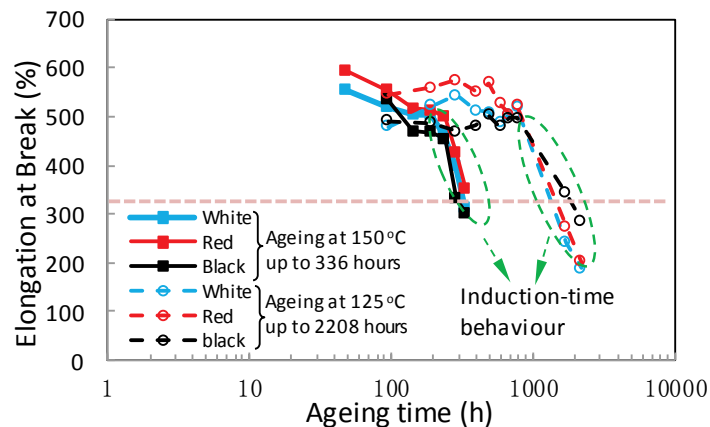 Elongation at Break (%)
700
600
500
400
300
200
100
0
White
Red
Black
Ageing at 150 °C
up to 336 hours
White
Red
black
Ageing at 125 °C
up to 2208 hours
Induction-time
behaviour
1
10
100
1000
10000
Ageing time (h)